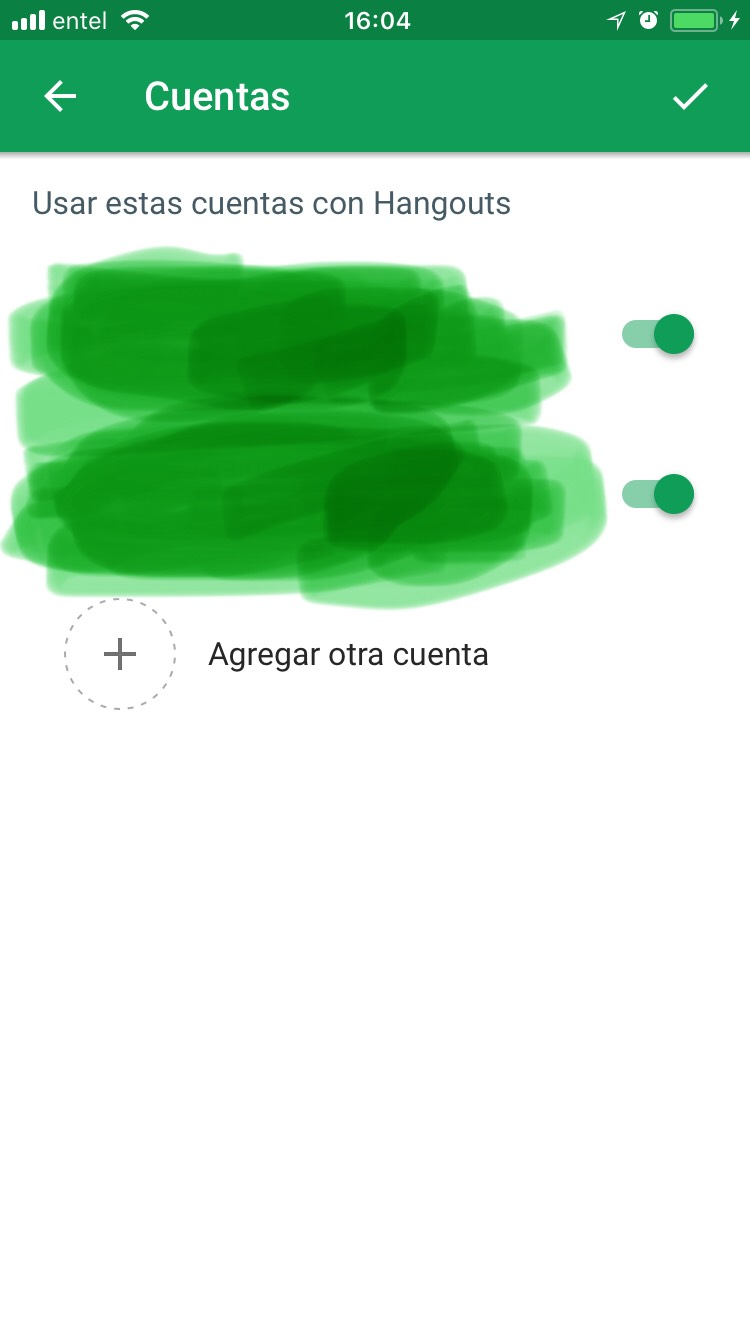 entel 16:04
Cuentas
Usar estas cuentas con Hangouts
Agregar otra cuenta